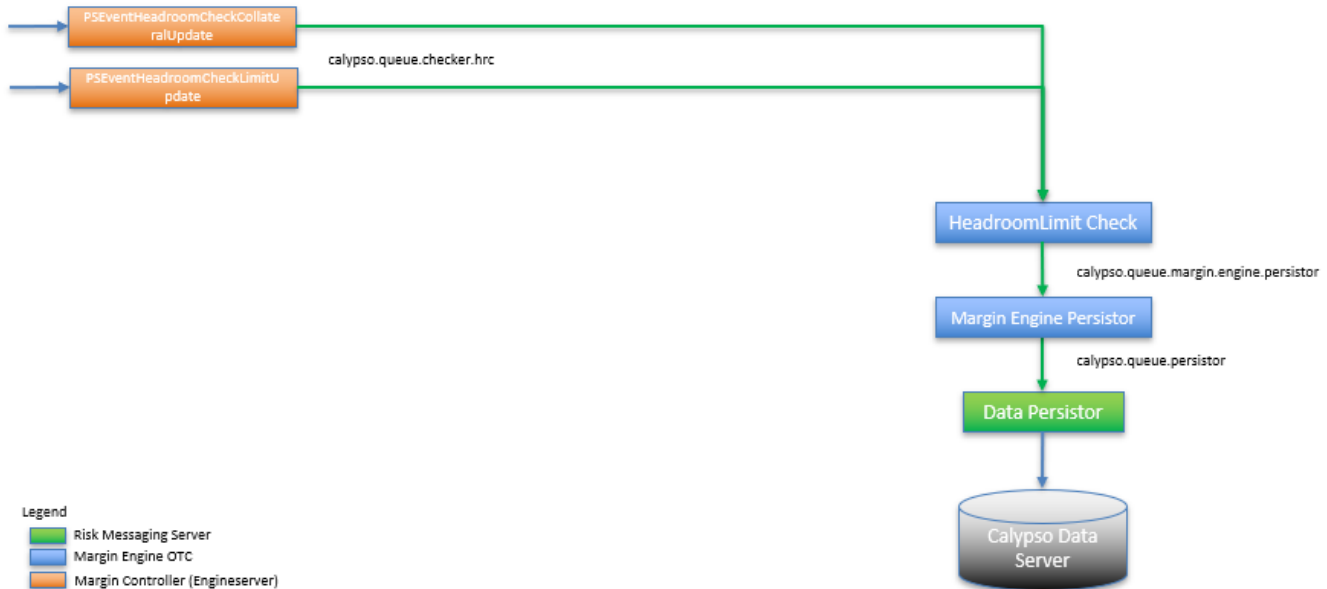 PSEventHeadroomCheckCollate
ralUpdate
calypso.queue.checker.hrc
PSEventHeadroomCheckLimitU
pdate
HeadroomLimit Check
calypso.queue.margin.engine.persistor
Margin Engine Persistor
calypso.queue.persistor
Data Persistor
Calypso Data
Server
Legend
Risk Messaging Server
Margin Engine OTC
Margin Controller (Engineserver)